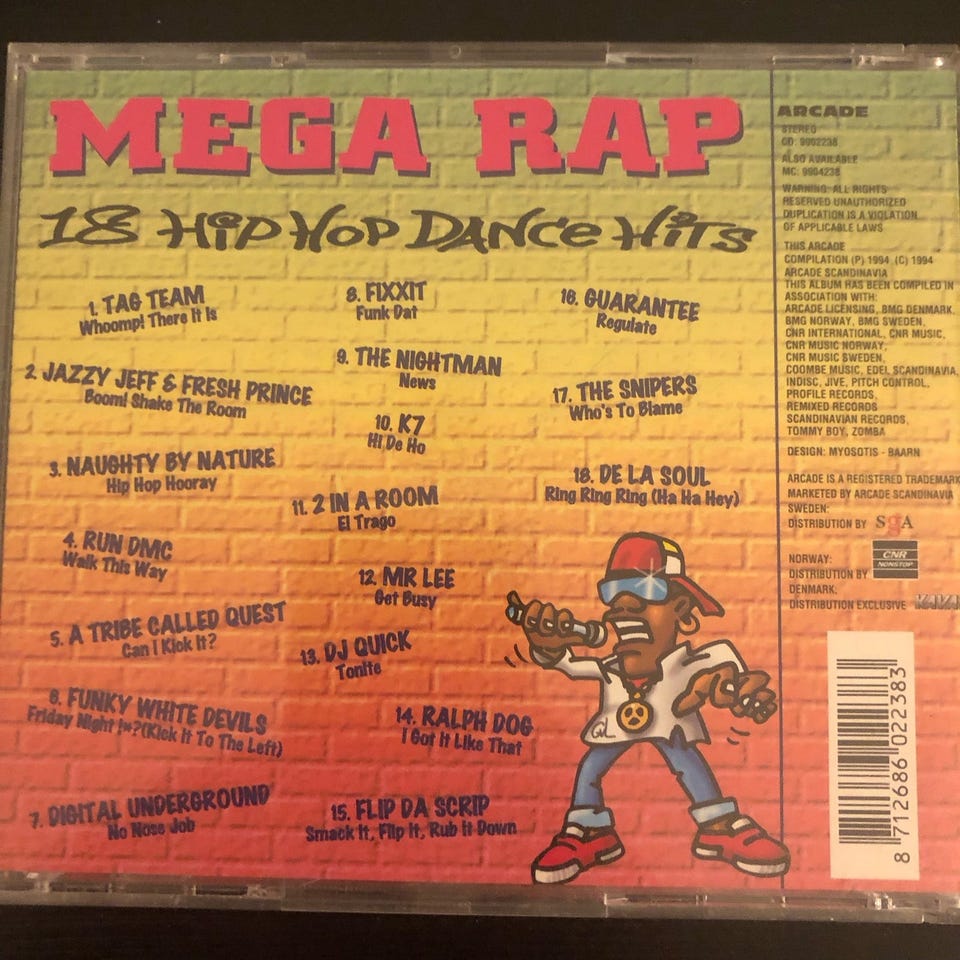 MEGA RAP
18 HIP HOP DANCE HITS
1. TAG TEAM
Whoomp! There It Is
2. JAZZY JEFF & FRESH PRINCE
Boom! Shake The Room
3. NAUGHTY BY NATURE
Hip Hop Hooray
4. RUN DMC
Walk This Way
5. A TRIBE CALLED QUEST
Can I Kick It?
6. FUNKY WHITE DEVILS
Friday Night !*?(Kick It To The Left)
7. DIGITAL UNDERGROUND
No Nose Job
8. FIXXIT
Funk Dat
9. THE NIGHTMAN
News
10. K7
Hi De Ho
11. 2 IN A ROOM
El Trago
12. MR LEE
Get Busy
13. DJ QUICK
Tonite
14. RALPH DOG
I Got It Like That
15. FLIP DA SCRIP
Smack It, Flip It, Rub It Down
16. GUARANTEE
Regulate
17. THE SNIPERS
Who's To Blame
18. DE LA SOUL
Ring Ring Ring (Ha Ha Hey)
ARCADE
STEREO
CD: 9902238
ALSO AVAILABLE
MC: 9904238
WARNING: ALL RIGHTS
RESERVED UNAUTHORIZED
DUPLICATION IS A VIOLATION
OF APPLICABLE LAWS
THIS ARCADE
COMPILATION (P) 1994 (C) 1994
ARCADE SCANDINAVIA
THIS ALBUM HAS BEEN COMPILED IN
ASSOCIATION WITH:
ARCADE LICENSING, BMG DENMARK,
BMG NORWAY, BMG SWEDEN,
CNR INTERNATIONAL, CNR MUSIC,
CNR MUSIC NORWAY,
CNR MUSIC SWEDEN,
COOMBE MUSIC, EDEL SCANDINAVIA,
INDISC, JIVE, PITCH CONTROL,
PROFILE RECORDS,
REMIXED RECORDS
SCANDINAVIAN RECORDS,
TOMMY BOY, ZOMBA
DESIGN: MYOSOTIS - BAARN
ARCADE IS A REGISTERED TRADEMARK
MARKETED BY ARCADE SCANDINAVIA
SWEDEN:
DISTRIBUTION BY SGA
NORWAY:
DISTRIBUTION BY CNR NONSTOP
DENMARK:
DISTRIBUTION EXCLUSIVE
8 712686 022383